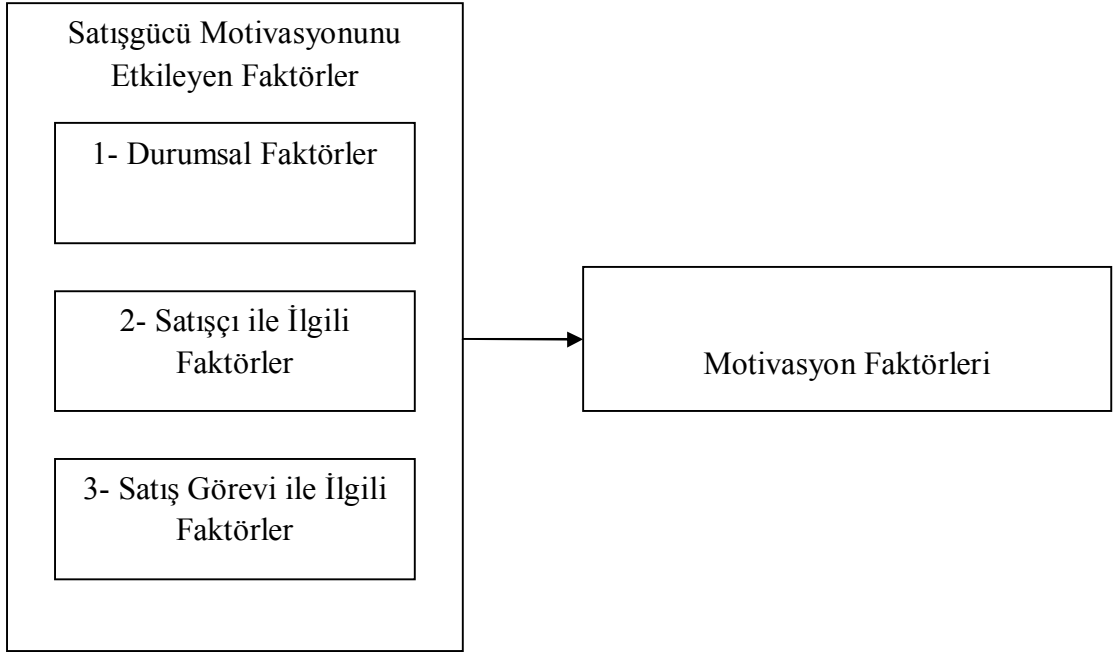 Satışgücü Motivasyonunu
Etkileyen Faktörler
1- Durumsal Faktörler
2- Satışçı ile İlgili
Faktörler
3- Satış Görevi ile İlgili
Faktörler
Motivasyon Faktörleri